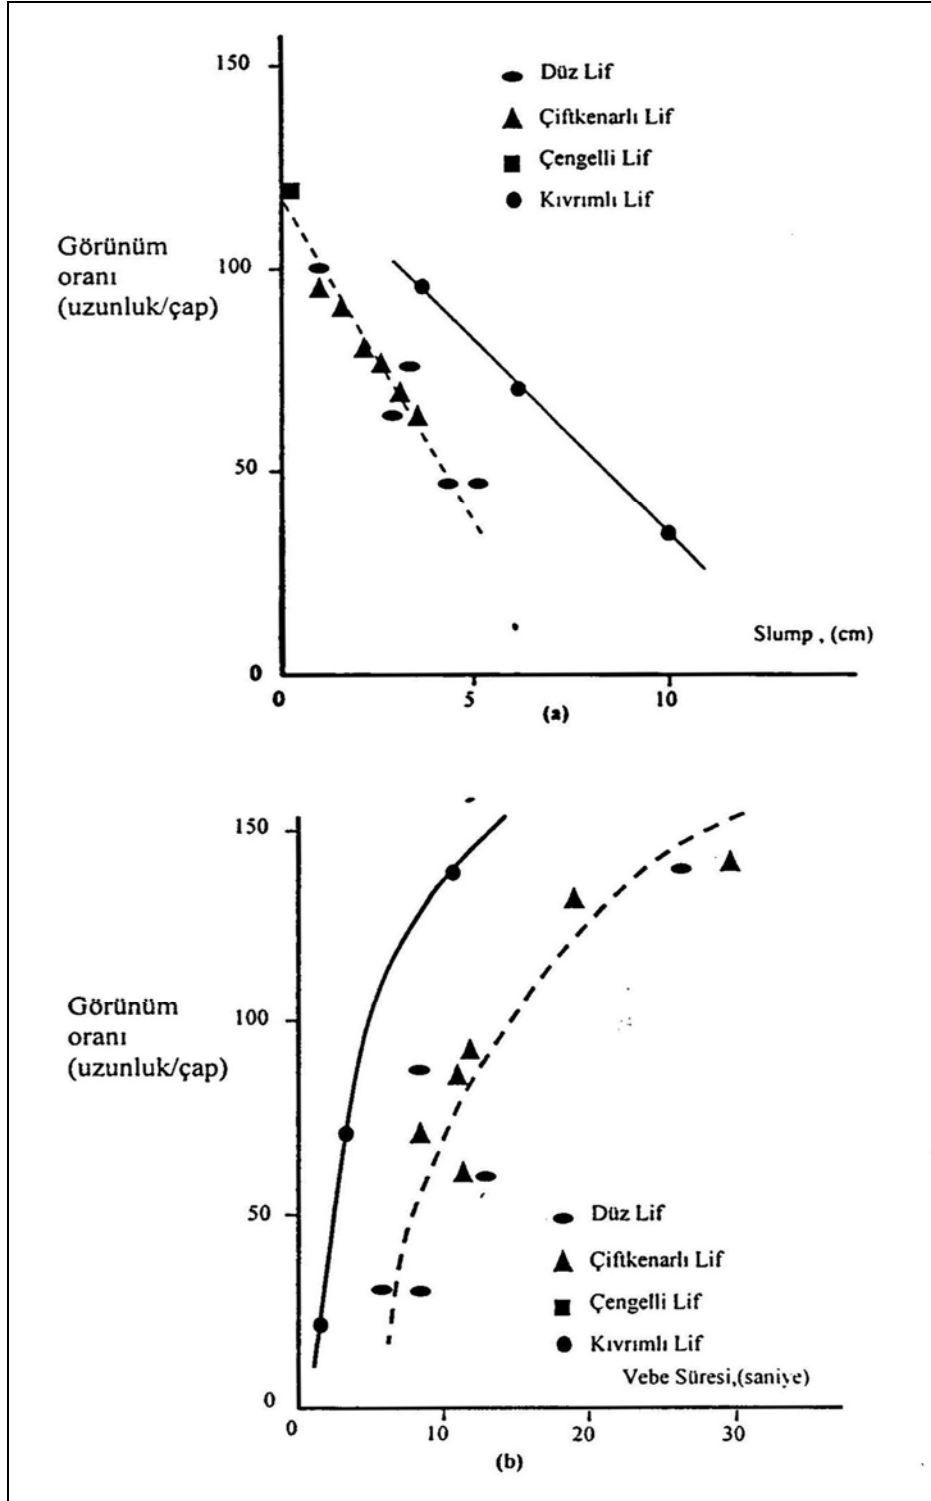 150
Düz Lif
Çiftkenarlı Lif
Çengelli Lif
Kıvrımlı Lif
Görünüm
oranı
(uzunluk/çap)
100
50
Slump , (cm)
0
0
5
10
(a)
150
Görünüm
oranı
(uzunluk/çap)
100
50
Düz Lif
Çiftkenarlı Lif
Çengelli Lif
Kıvrımlı Lif
Vebe Süresi,(saniye)
0
0
10
20
30
(b)